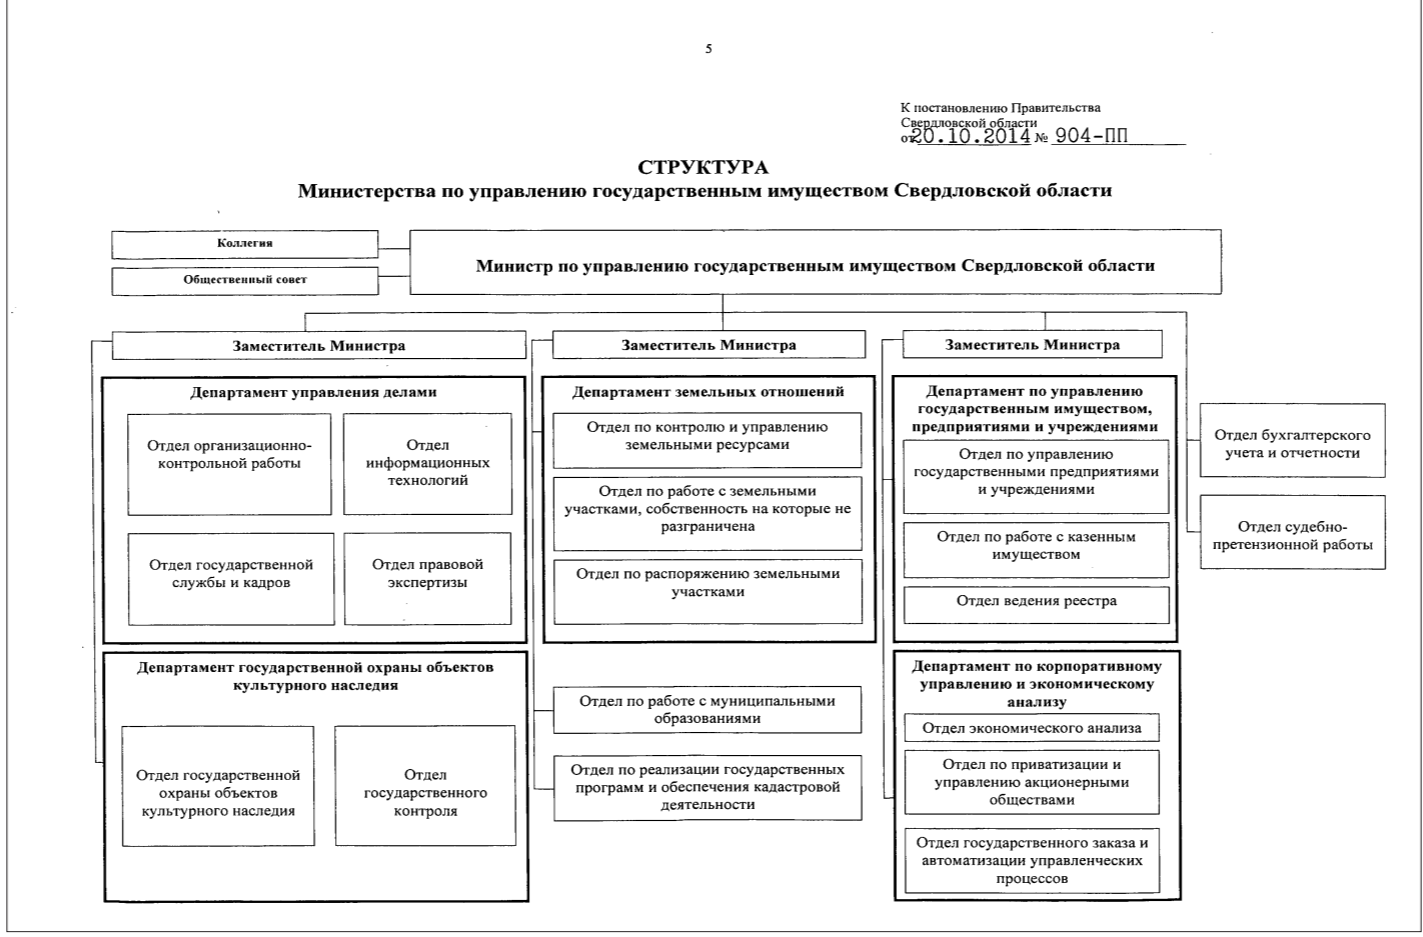 5
К постановлению Правительства
Свердловской области
от 20.10.2014 № 904-ПП
СТРУКТУРА
Министерства по управлению государственным имуществом Свердловской области
Коллегия
Общественный совет
Министр по управлению государственным имуществом Свердловской области
Заместитель Министра
Департамент управления делами
Отдел организационно-
контрольной работы
Отдел
информационных
технологий
Отдел государственной
службы и кадров
Отдел правовой
экспертизы
Департамент государственной охраны объектов
культурного наследия
Отдел государственной
охраны объектов
культурного наследия
Отдел
государственного
контроля
Заместитель Министра
Департамент земельных отношений
Отдел по контролю и управлению
земельными ресурсами
Отдел по работе с земельными
участками, собственность на которые не
разграничена
Отдел по распоряжению земельными
участками
Отдел по работе с муниципальными
образованиями
Отдел по реализации государственных
программ и обеспечения кадастровой
деятельности
Заместитель Министра
Департамент по управлению
государственным имуществом,
предприятиями и учреждениями
Отдел по управлению
государственными предприятиями
и учреждениями
Отдел по работе с казенным
имуществом
Отдел ведения реестра
Департамент по корпоративному
управлению и экономическому
анализу
Отдел экономического анализа
Отдел по приватизации и
управлению акционерными
обществами
Отдел государственного заказа и
автоматизации управленческих
процессов
Отдел бухгалтерского
учета и отчетности
Отдел судебно-
претензионной работы